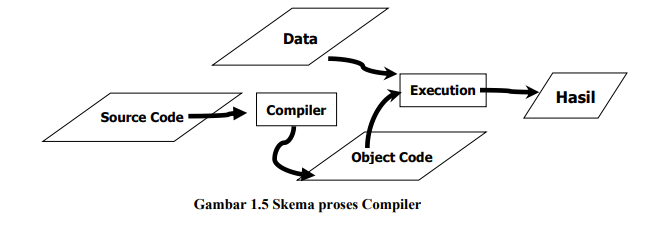 Data
Execution
Hasil
Source Code
Compiler
Object Code
Gambar 1.5 Skema proses Compiler